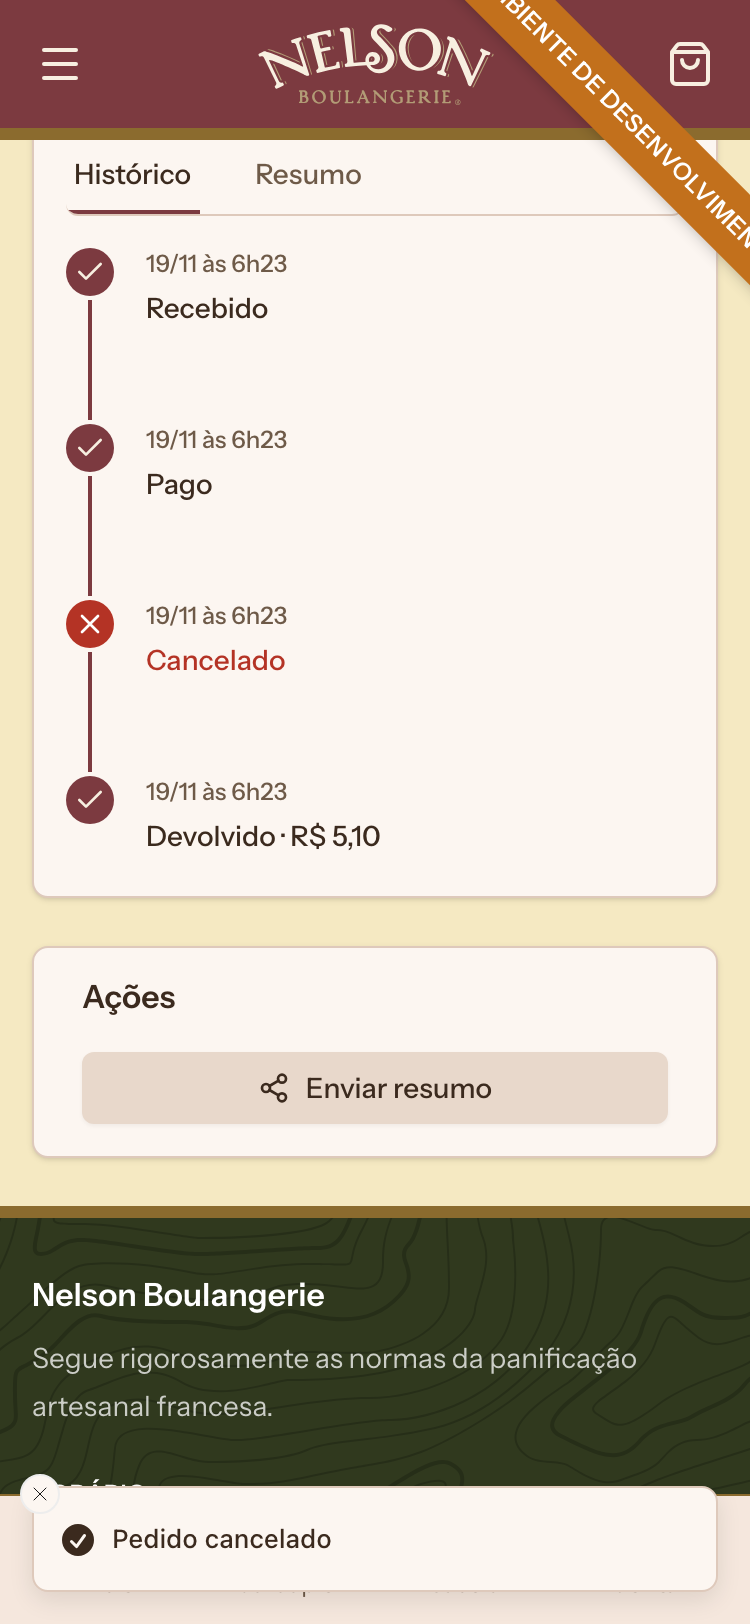 NELSON
BOULANGERIE
BIENTE DE DESENVOLVIMEN
Histórico
Resumo
19/11 às 6h23
Recebido
19/11 às 6h23
Pago
19/11 às 6h23
Cancelado
19/11 às 6h23
Devolvido · R$ 5,10
Ações
Enviar resumo
Nelson Boulangerie
Segue rigorosamente as normas da panificação
artesanal francesa.
Pedido cancelado